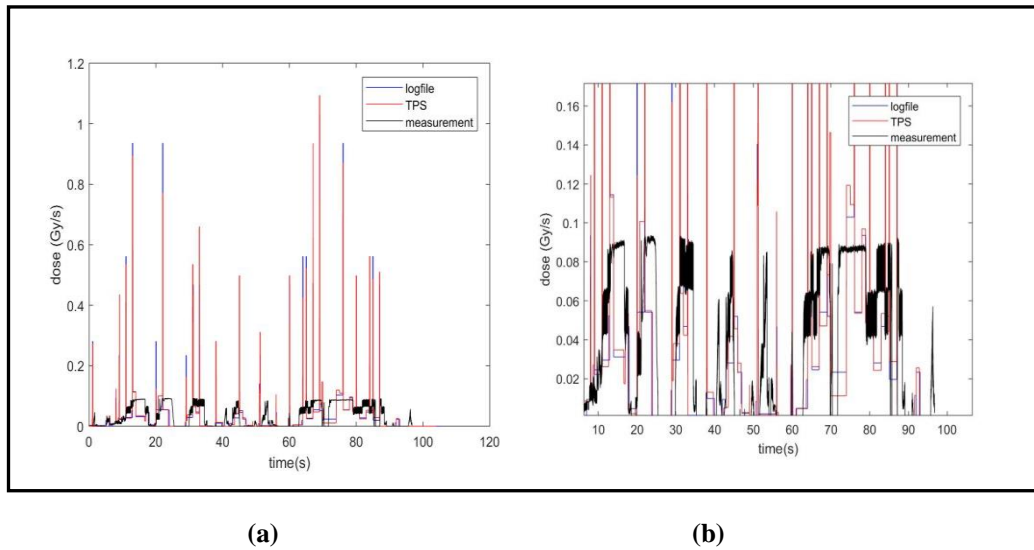 1.2
1
0.8
0.6
0.4
0.2
0
dose (Gy/s)
0 20 40 60 80 100 120
time(s)
logfile
TPS
measurement
0.16
0.14
0.12
0.1
0.08
0.06
0.04
0.02
dose (Gy/s)
10 20 30 40 50 60 70 80 90 100
time(s)
logfile
TPS
measurement
(a) (b)